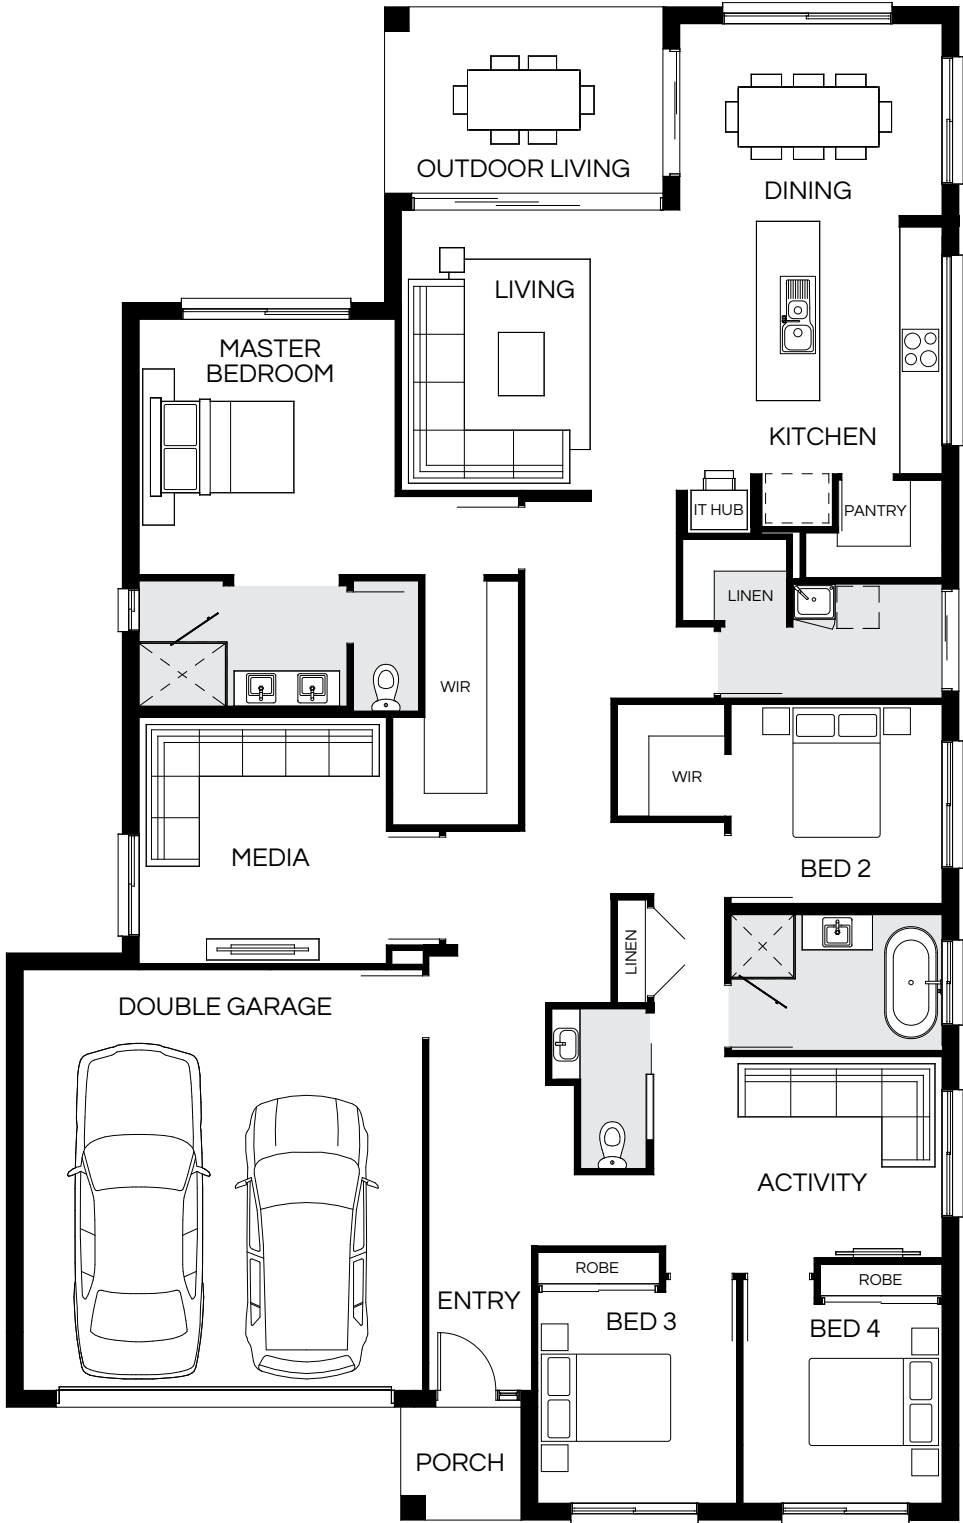 OUTDOOR LIVING
DINING
LIVING
MASTER
BEDROOM
KITCHEN
IT HUB
PANTRY
LINEN
WIR
WIR
MEDIA
BED 2
LINEN
DOUBLE GARAGE
ACTIVITY
ROBE
ROBE
ENTRY
BED 3
BED 4
PORCH